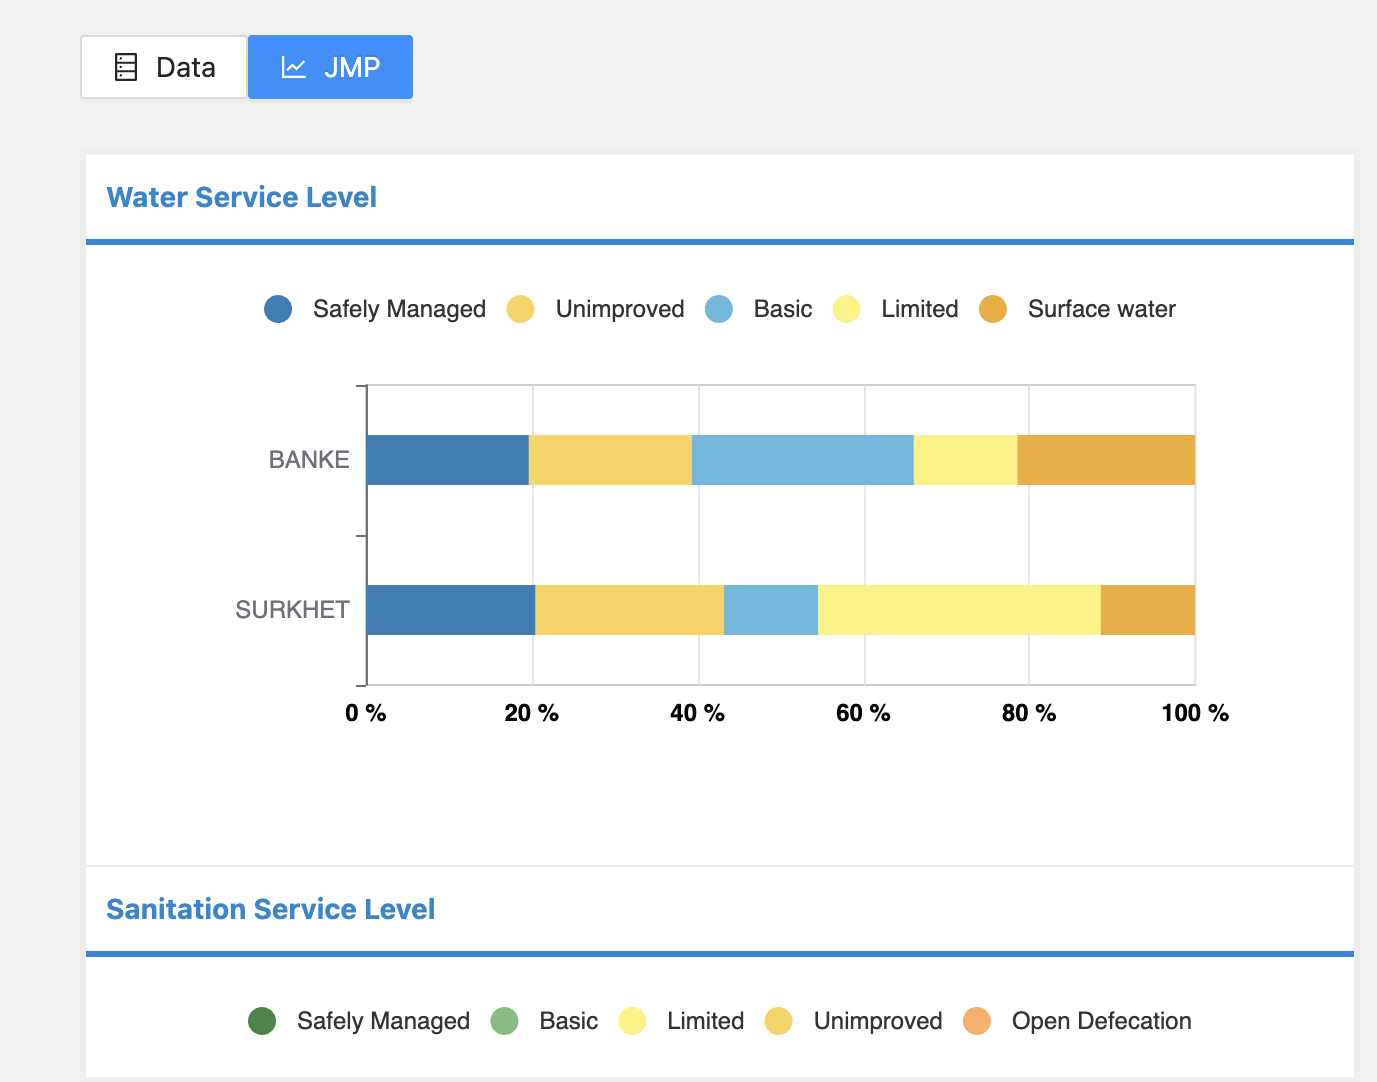 Data JMP
Water Service Level
Safely Managed Unimproved Basic Limited Surface water
BANKE
SURKHET
0 % 20 % 40 % 60 % 80 % 100 %
Sanitation Service Level
Safely Managed Basic Limited Unimproved Open Defecation